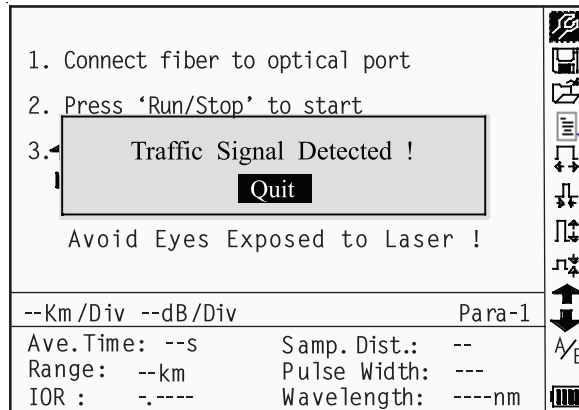 1. Connect fiber to optical port
2. Press ‘Run/Stop’ to start
3.
Traffic Signal Detected !
Quit
Avoid Eyes Exposed to Laser !
--Km/Div --dB/Div Para-1
Ave.Time: --s Samp.Dist.: --
Range: --km Pulse Width: ---
IOR : -.---- Wavelength: ----nm
A/B